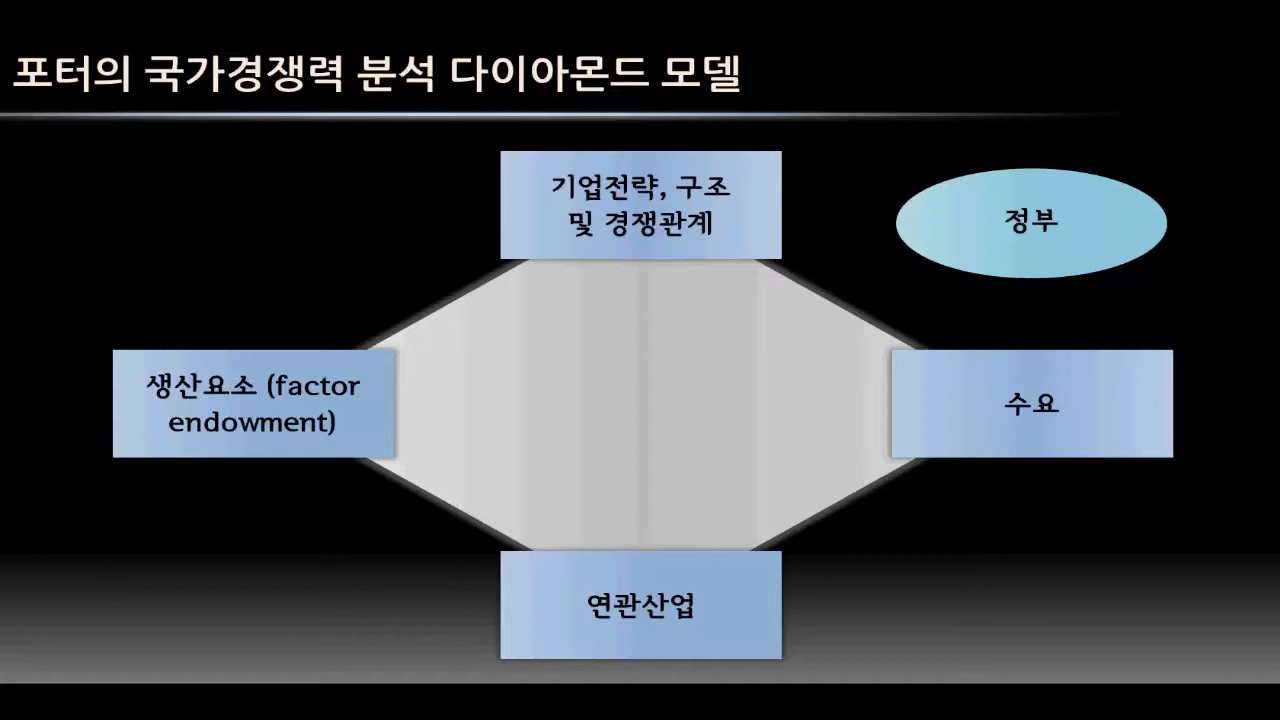 포터의 국가경쟁력 분석 다이아몬드 모델
기업전략, 구조
및 경쟁관계
정부
생산요소 (factor
endowment)
수요
연관산업